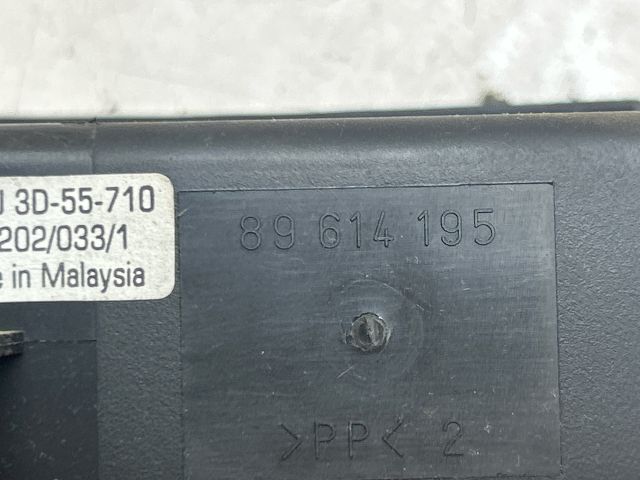 3D-55-710
202/033/1
in Malaysia
89 614 195
>PP< 2